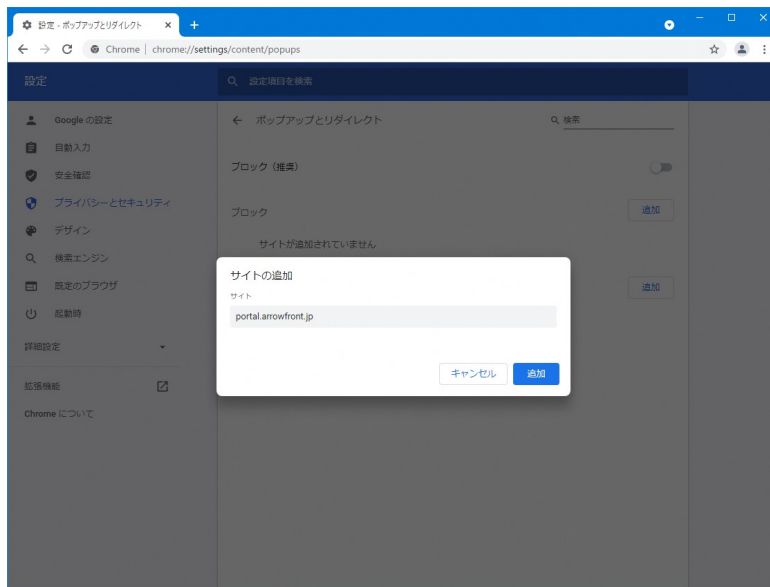 設定 - ポップアップとリダイレクト
Chrome | chrome://settings/content/popups
設定
設定項目を検索
Google の設定
自動入力
安全確認
プライバシーとセキュリティ
デザイン
検索エンジン
既定のブラウザ
起動時
詳細設定
拡張機能
Chrome について
ポップアップとリダイレクト
検索
ブロック（推奨）
ブロック
追加
サイトが追加されていません
追加
サイトの追加
サイト
portal.arrowfront.jp
キャンセル
追加